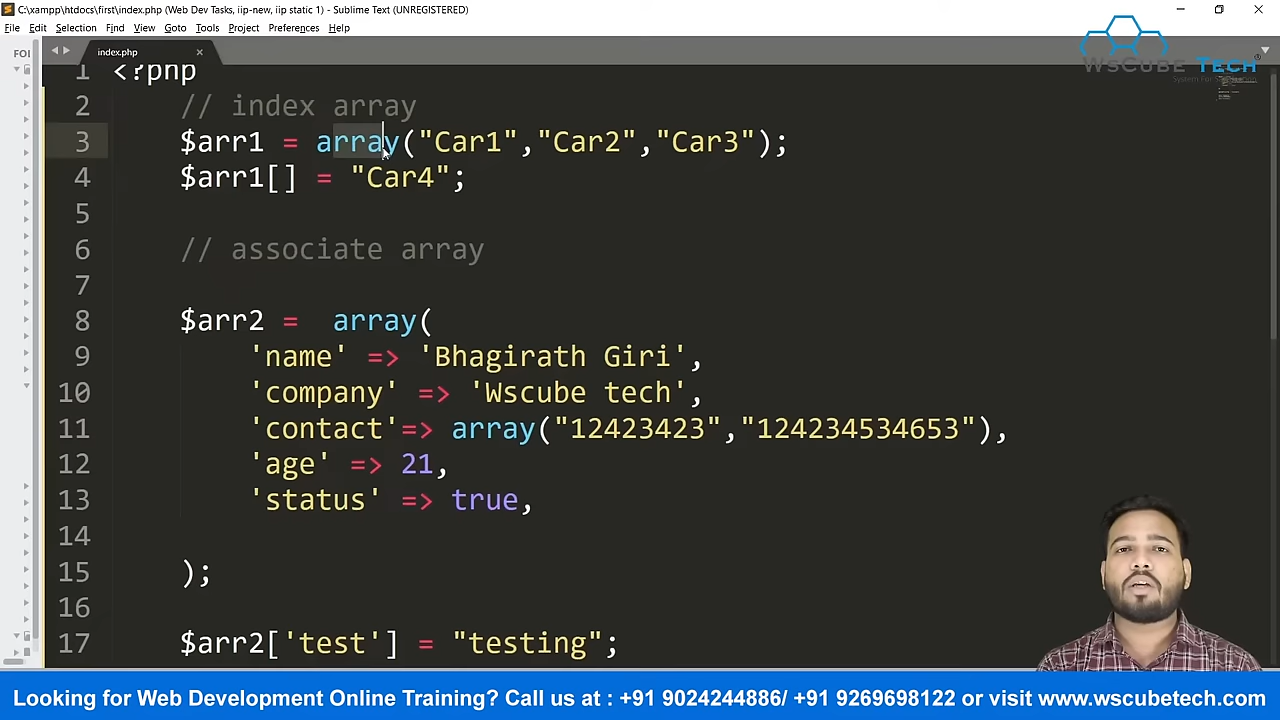 C:\xampp\htdocs\first\index.php (Web Dev Tasks, iip-new, iip static 1) - Sublime Text (UNREGISTERED)
File Edit Selection Find View Goto Tools Project Preferences Help
FOI
index.php
WsCube Tech
1 <?php
2 // index array
3 $arr1 = array("Car1","Car2","Car3");
4 $arr1[] = "Car4";
5
6 // associate array
7
8 $arr2 = array(
9 'name' => 'Bhagirath Giri',
10 'company' => 'Wscube tech',
11 'contact'=> array("12423423","124234534653"),
12 'age' => 21,
13 'status' => true,
14
15 );
16
17 $arr2['test'] = "testing";
Looking for Web Development Online Training? Call us at : +91 9024244886/ +91 9269698122 or visit www.wscubetech.com